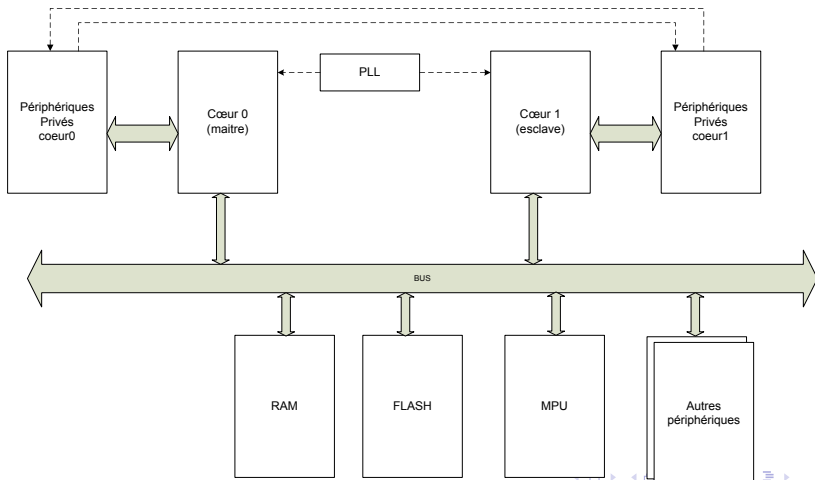 PLL
Périphériques
Privés
coeur0
Cœur 0
(maitre)
Cœur 1
(esclave)
Périphériques
Privés
coeur1
BUS
RAM
FLASH
MPU
Autres
périphériques